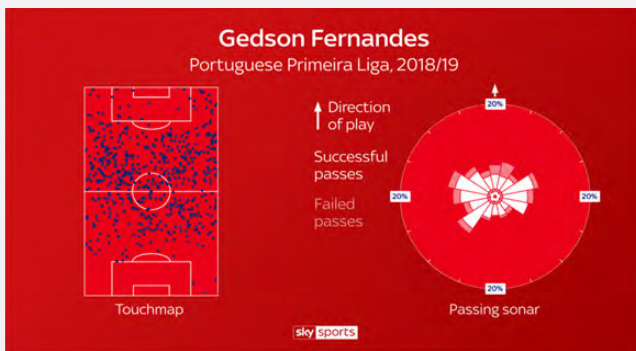 Gedson Fernandes
Portuguese Primeira Liga, 2018/19
Direction
of play
Successful
passes
Failed
passes
20%
20%
20%
20%
Touchmap
Passing sonar
sky sports